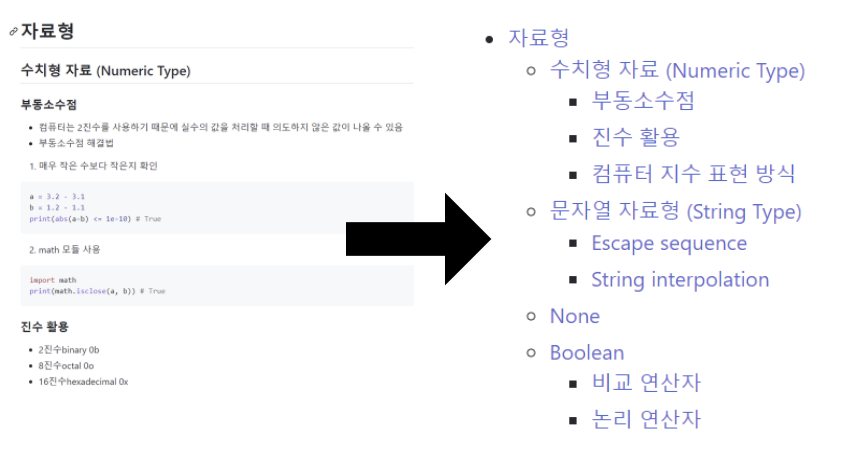 자료형
수치형 자료 (Numeric Type)
부동소수점
컴퓨터는 2진수를 사용하기 때문에 실수의 값을 처리할 때 의도하지 않은 값이 나올 수 있음
부동소수점 해결법
1. 매우 작은 수보다 작은지 확인
a = 3.2 - 3.1
b = 1.2 - 1.1
print(abs(a-b) <= 1e-10) # True
2. math 모듈 사용
import math
print(math.isclose(a, b)) # True
진수 활용
2진수binary 0b
8진수octal 0o
16진수hexadecimal 0x
자료형
수치형 자료 (Numeric Type)
부동소수점
진수 활용
컴퓨터 지수 표현 방식
문자열 자료형 (String Type)
Escape sequence
String interpolation
None
Boolean
비교 연산자
논리 연산자